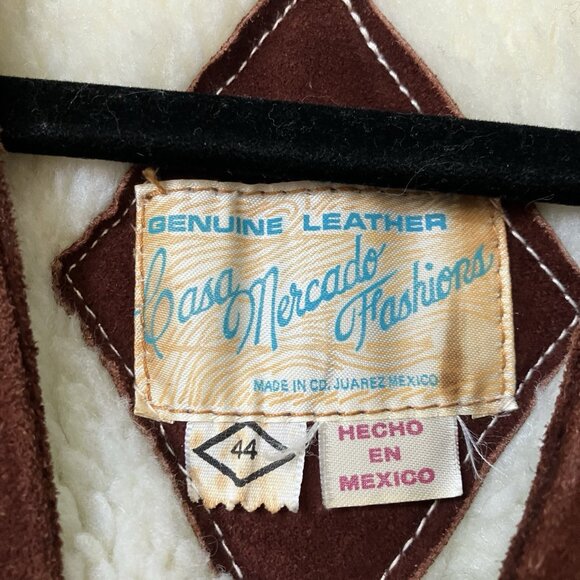 GENUINE LEATHER
Casa Mercado Fashions
MADE IN CD. JUAREZ MEXICO
44
HECHO
EN
MEXICO